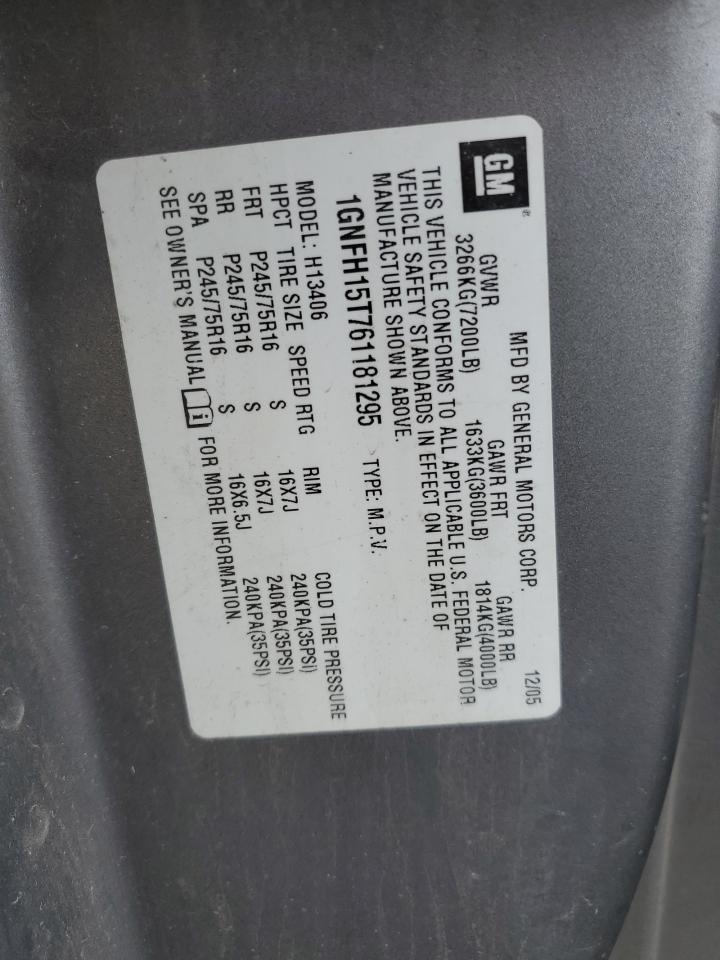 GM®
MFD BY GENERAL MOTORS CORP. 12/05
GVWR GAWR FRT GAWR RR
3266KG(7200LB) 1633KG(3600LB) 1814KG(4000LB)
THIS VEHICLE CONFORMS TO ALL APPLICABLE U.S. FEDERAL MOTOR
VEHICLE SAFETY STANDARDS IN EFFECT ON THE DATE OF
MANUFACTURE SHOWN ABOVE.
1GNFH15T761181295 TYPE: M.P.V.
MODEL: H13406
HPCT TIRE SIZE SPEED RTG RIM COLD TIRE PRESSURE
FRT P245/75R16 S 16X7J 240KPA(35PSI)
RR P245/75R16 S 16X7J 240KPA(35PSI)
SPA P245/75R16 S 16X6.5J 240KPA(35PSI)
SEE OWNER'S MANUAL i FOR MORE INFORMATION.